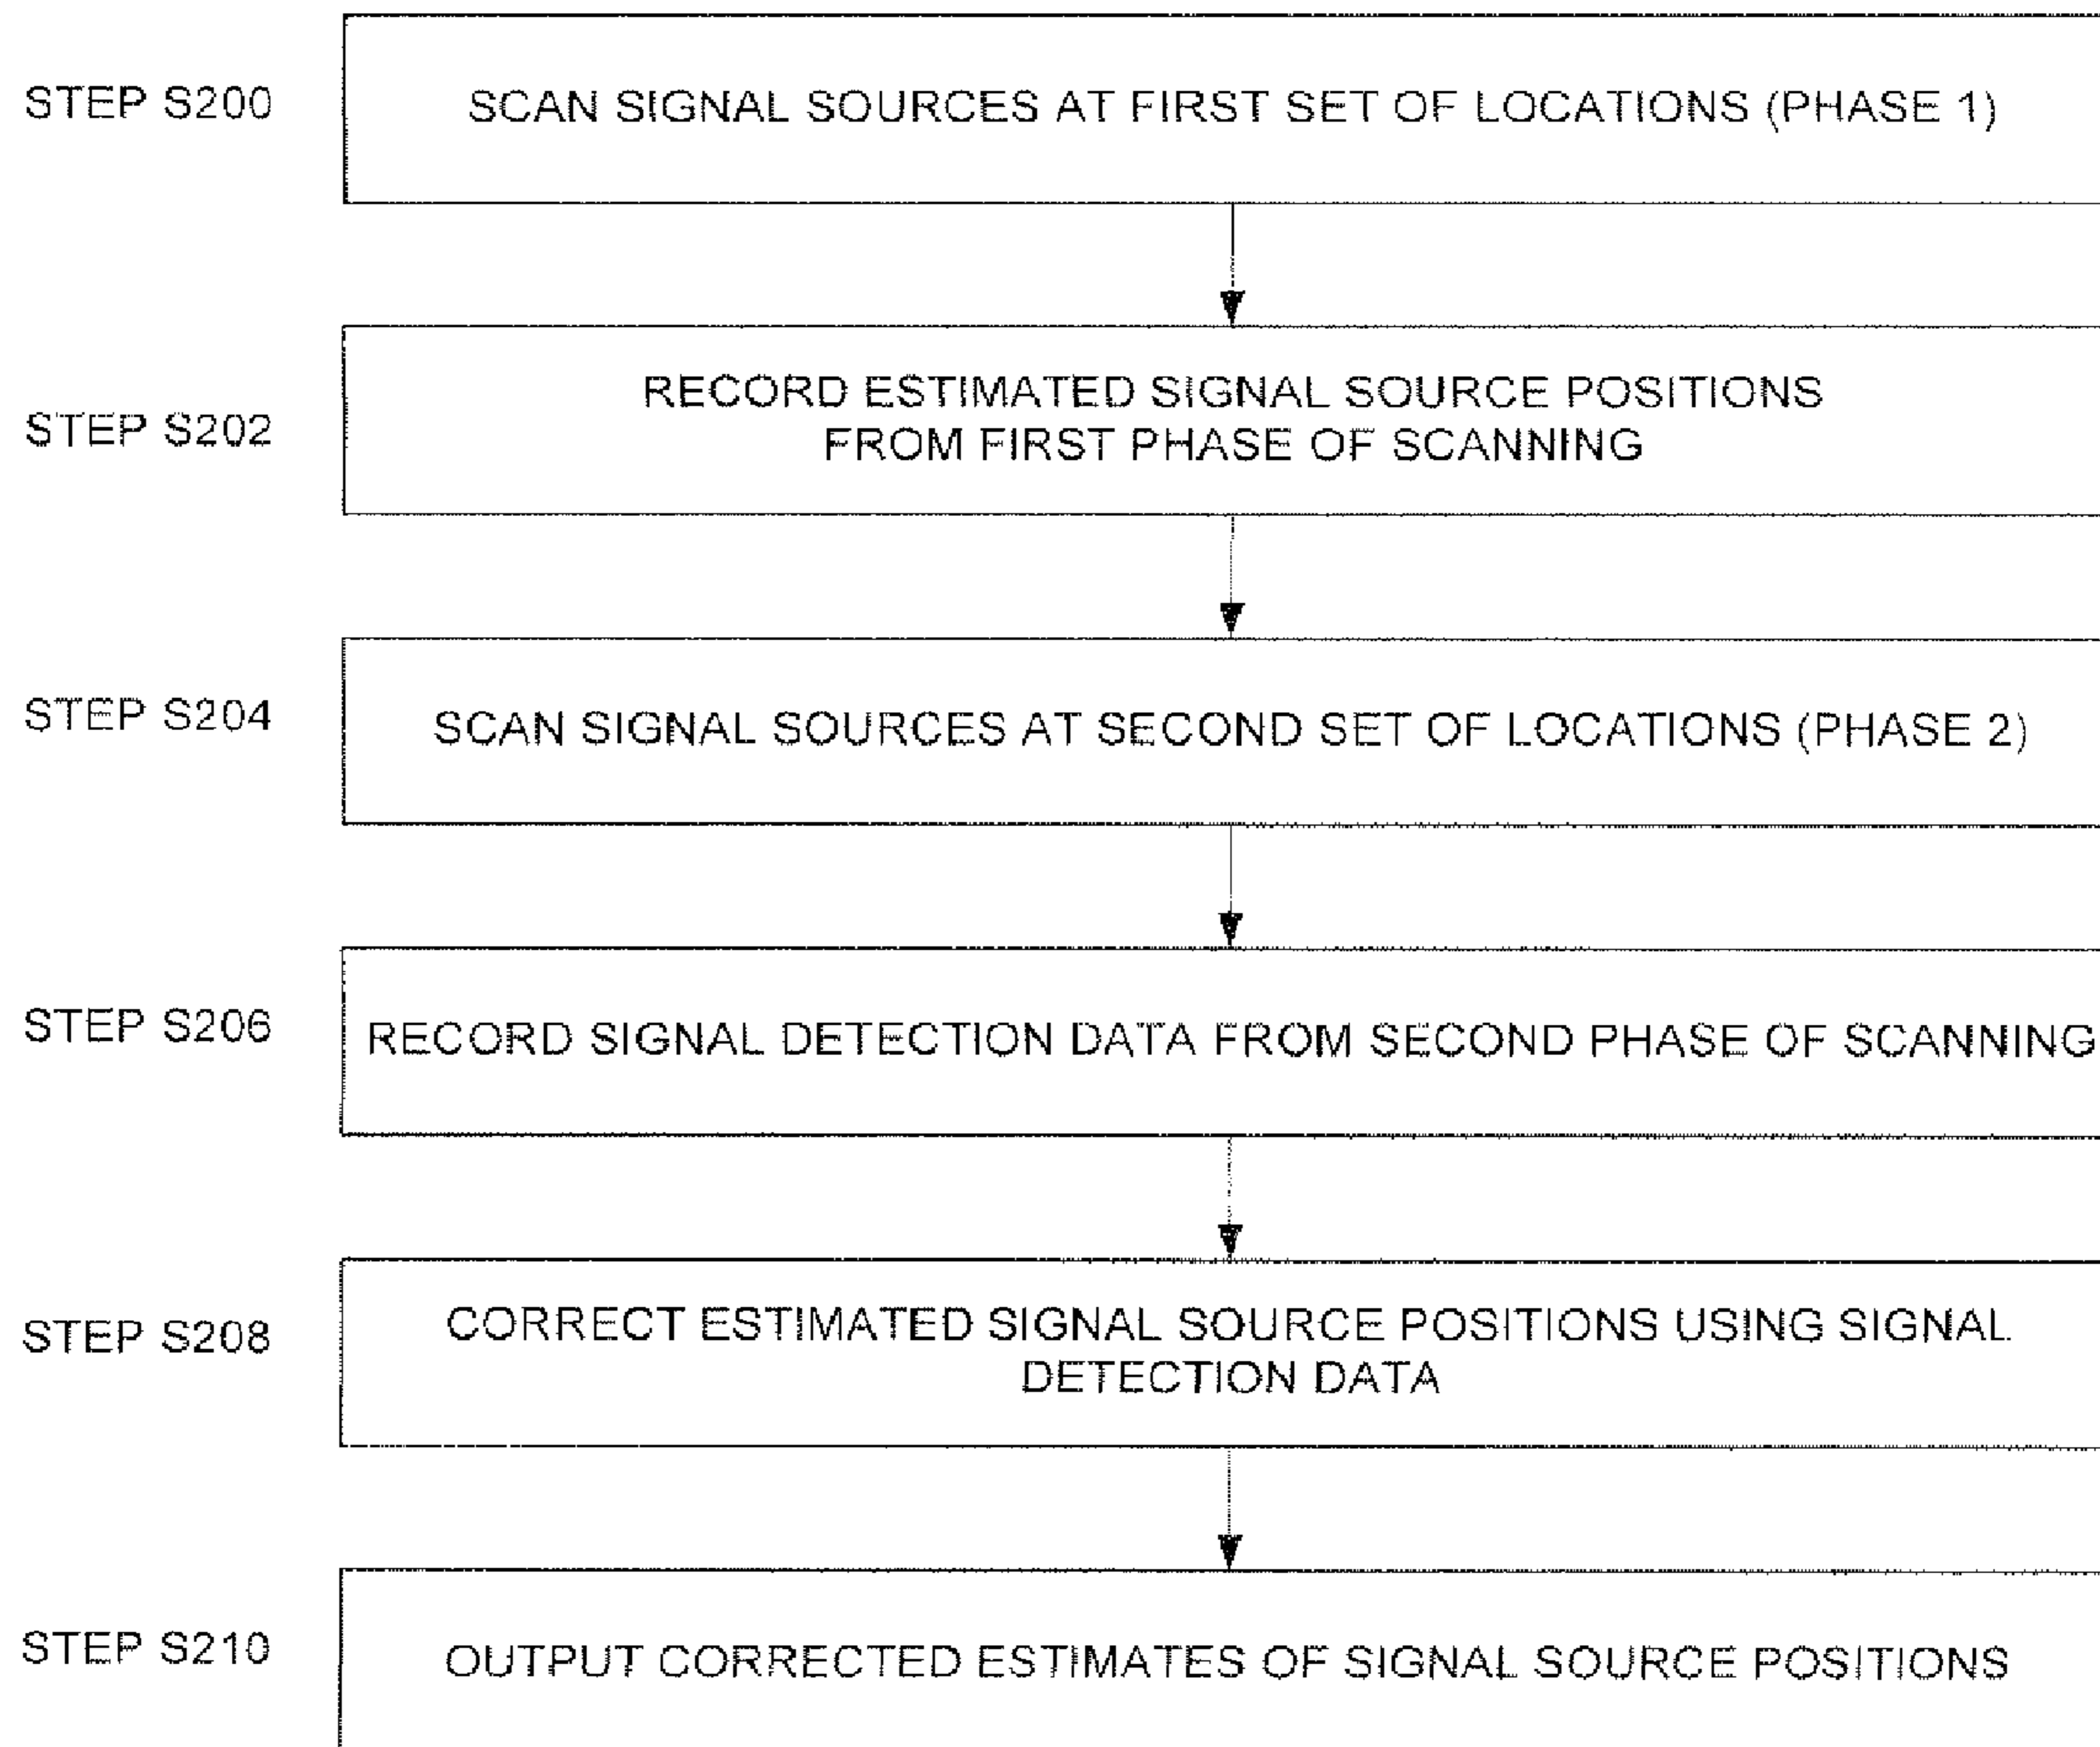 STEP S200
SCAN SIGNAL SOURCES AT FIRST SET OF LOCATIONS (PHASE 1)
STEP S202
RECORD ESTIMATED SIGNAL SOURCE POSITIONS
FROM FIRST PHASE OF SCANNING
STEP S204
SCAN SIGNAL SOURCES AT SECOND SET OF LOCATIONS (PHASE 2)
STEP S206
RECORD SIGNAL DETECTION DATA FROM SECOND PHASE OF SCANNING
STEP S208
CORRECT ESTIMATED SIGNAL SOURCE POSITIONS USING SIGNAL
DETECTION DATA
STEP S210
OUTPUT CORRECTED ESTIMATES OF SIGNAL SOURCE POSITIONS